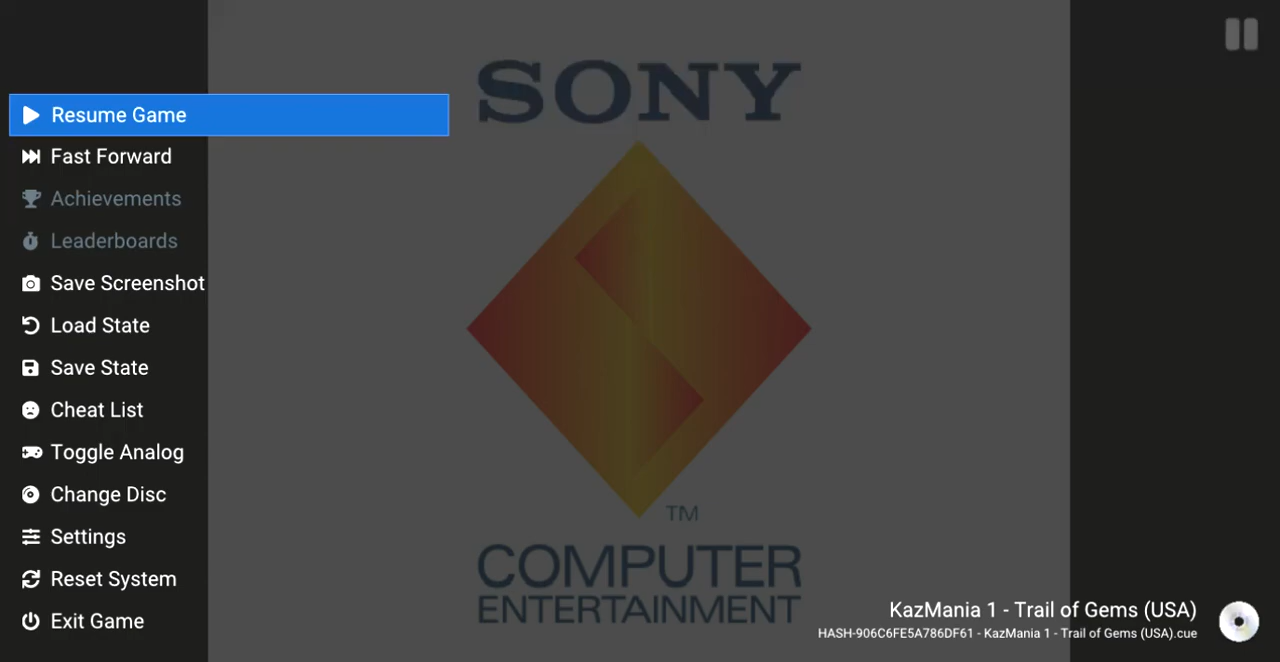 SONY
Resume Game
Fast Forward
Achievements
Leaderboards
Save Screenshot
Load State
Save State
Cheat List
Toggle Analog
Change Disc
Settings
Reset System
Exit Game
TM
COMPUTER
ENTERTAINMENT
KazMania 1 - Trail of Gems (USA)
HASH-906C6FE5A786DF61 - KazMania 1 - Trail of Gems (USA).cue